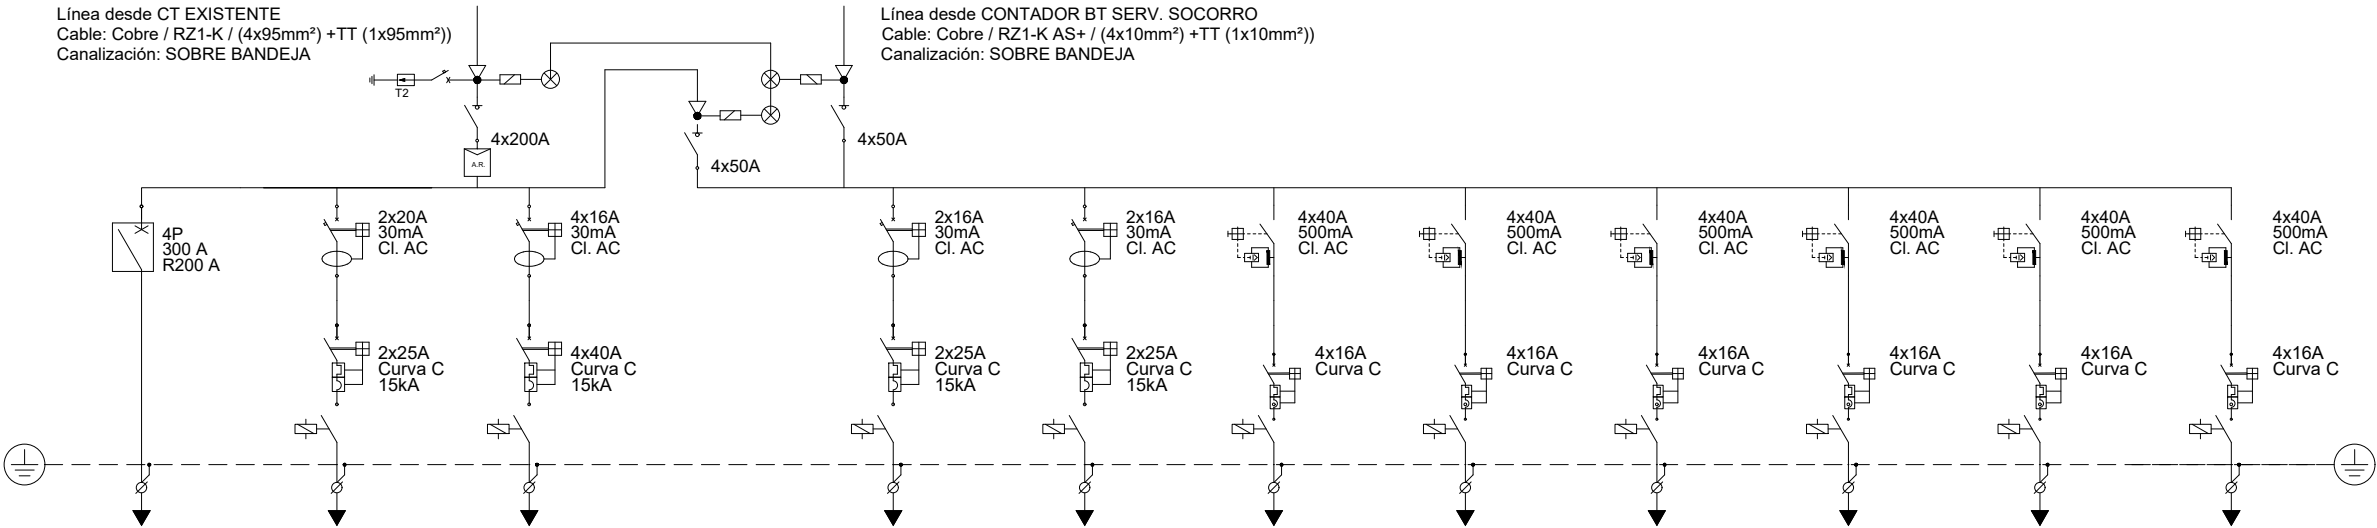 Línea desde CT EXISTENTE
Cable: Cobre / RZ1-K / (4x95mm²) +TT (1x95mm²))
Canalización: SOBRE BANDEJA
Línea desde CONTADOR BT SERV. SOCORRO
Cable: Cobre / RZ1-K AS+ / (4x10mm²) +TT (1x10mm²))
Canalización: SOBRE BANDEJA
T2
4x200A
A.R.
4x50A
4x50A
4P
300 A
R200 A
2x20A
30mA
Cl. AC
4x16A
30mA
Cl. AC
2x16A
30mA
Cl. AC
2x16A
30mA
Cl. AC
4x40A
500mA
Cl. AC
4x40A
500mA
Cl. AC
4x40A
500mA
Cl. AC
4x40A
500mA
Cl. AC
4x40A
500mA
Cl. AC
4x40A
500mA
Cl. AC
2x25A
Curva C
15kA
4x40A
Curva C
15kA
2x25A
Curva C
15kA
2x25A
Curva C
15kA
4x16A
Curva C
4x16A
Curva C
4x16A
Curva C
4x16A
Curva C
4x16A
Curva C
4x16A
Curva C